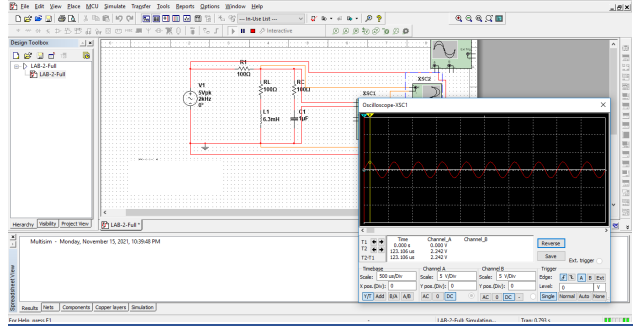 File Edit View Place MCU Simulate Transfer Tools Reports Options Window Help
--- In-Use List ---
Interactive
Design Toolbox
LAB-2-Full
LAB-2-Full
Hierarchy Visibility Project View
LAB-2-Full *
R1
100Ω
V1
5Vpk
2kHz
0°
RL
100Ω
RC
100Ω
L1
6.3mH
C1
1μF
XSC2
XSC1
Oscilloscope-XSC1
Time Channel_A Channel_B
T1 0.000 s 0.000 V
T2 123.106 us 2.242 V
T2-T1 123.106 us 2.242 V
Reverse
Save
Ext. trigger
Timebase
Scale: 500 us/Div
X pos.(Div): 0
Y/T Add B/A A/B
Channel A
Scale: 5 V/Div
Y pos.(Div): 0
AC 0 DC
Channel B
Scale: 5 V/Div
Y pos.(Div): 0
AC 0 DC -
Trigger
Edge: A B Ext
Level: 0 V
Single Normal Auto None
Multisim - Monday, November 15, 2021, 10:39:48 PM
Spreadsheet View
Results Nets Components Copper layers Simulation
For Help, press F1
LAB-2-Full: Simulating...
Tran: 0.793 s